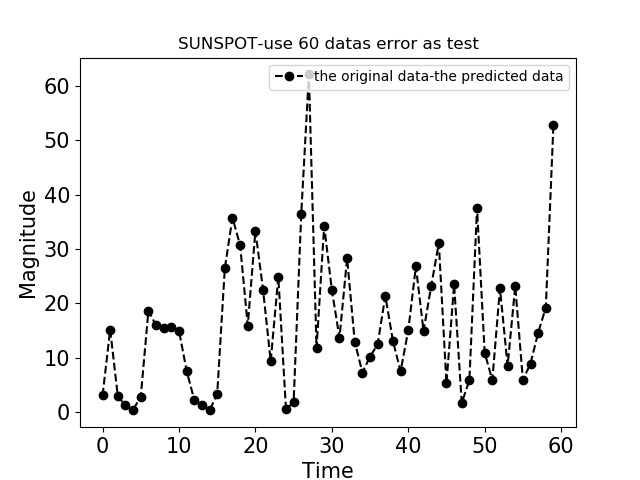 SUNSPOT-use 60 datas error as test
the original data-the predicted data
60
50
40
30
20
10
0
Magnitude
0 10 20 30 40 50 60
Time